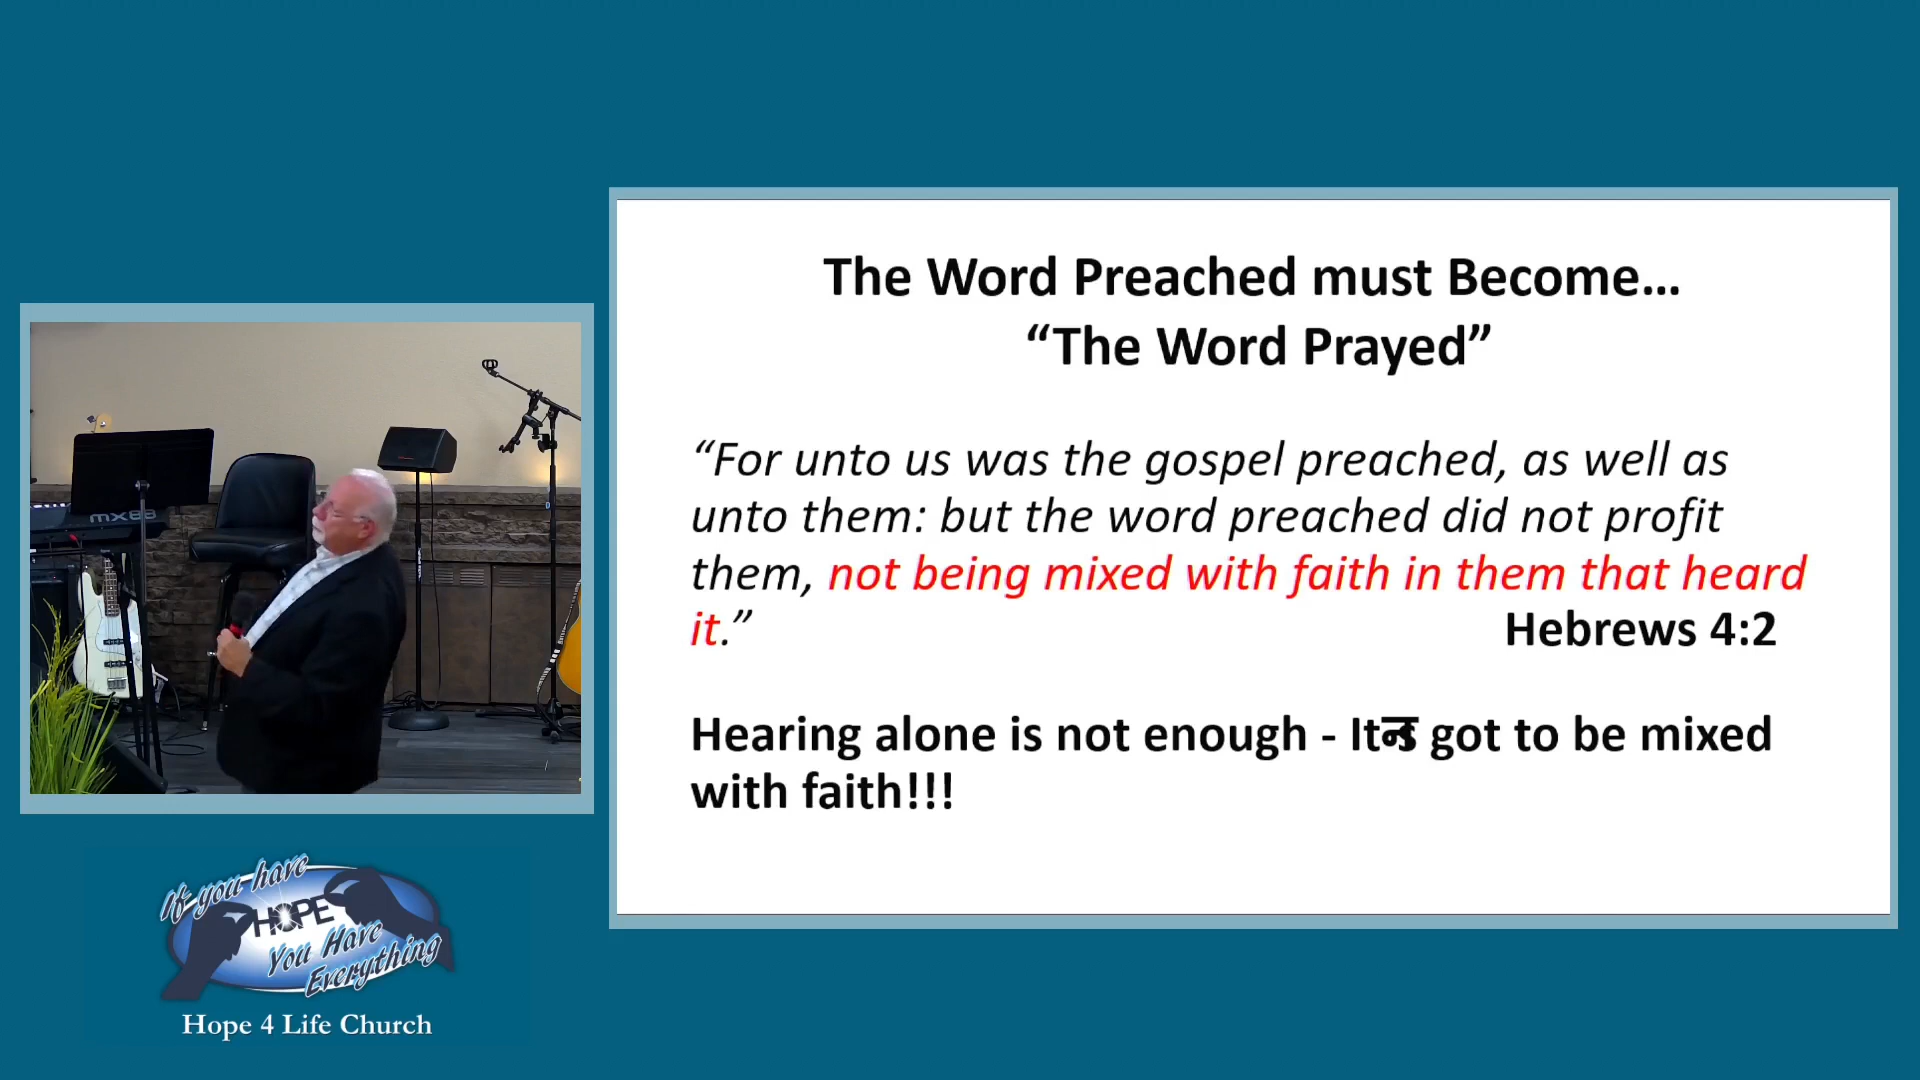 The Word Preached must Become...
“The Word Prayed”
“For unto us was the gospel preached, as well as
unto them: but the word preached did not profit
them, not being mixed with faith in them that heard
it.” Hebrews 4:2
Hearing alone is not enough - Itन्ड got to be mixed
with faith!!!
MX88
If you have
HOPE
You Have
Everything
Hope 4 Life Church